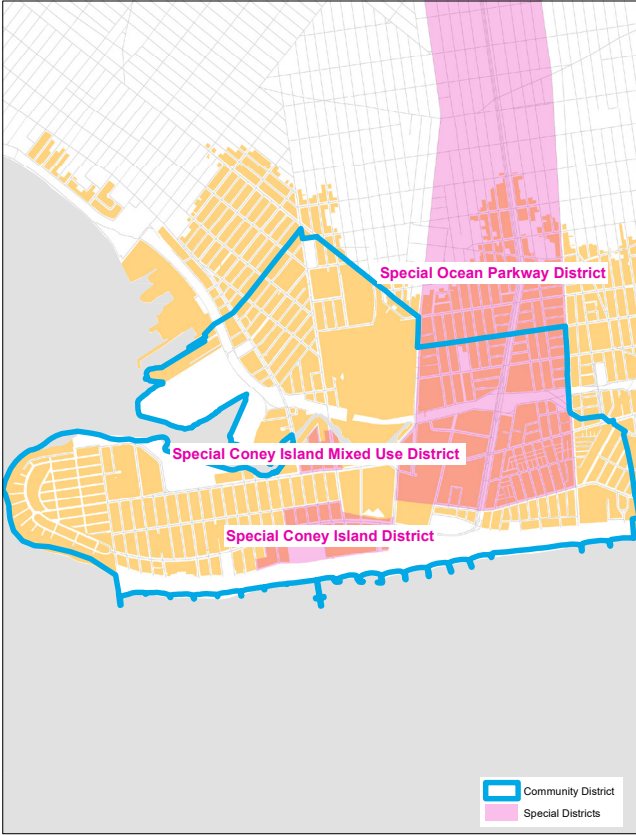 Special Ocean Parkway District
Special Coney Island Mixed Use District
Special Coney Island District
Community District
Special Districts